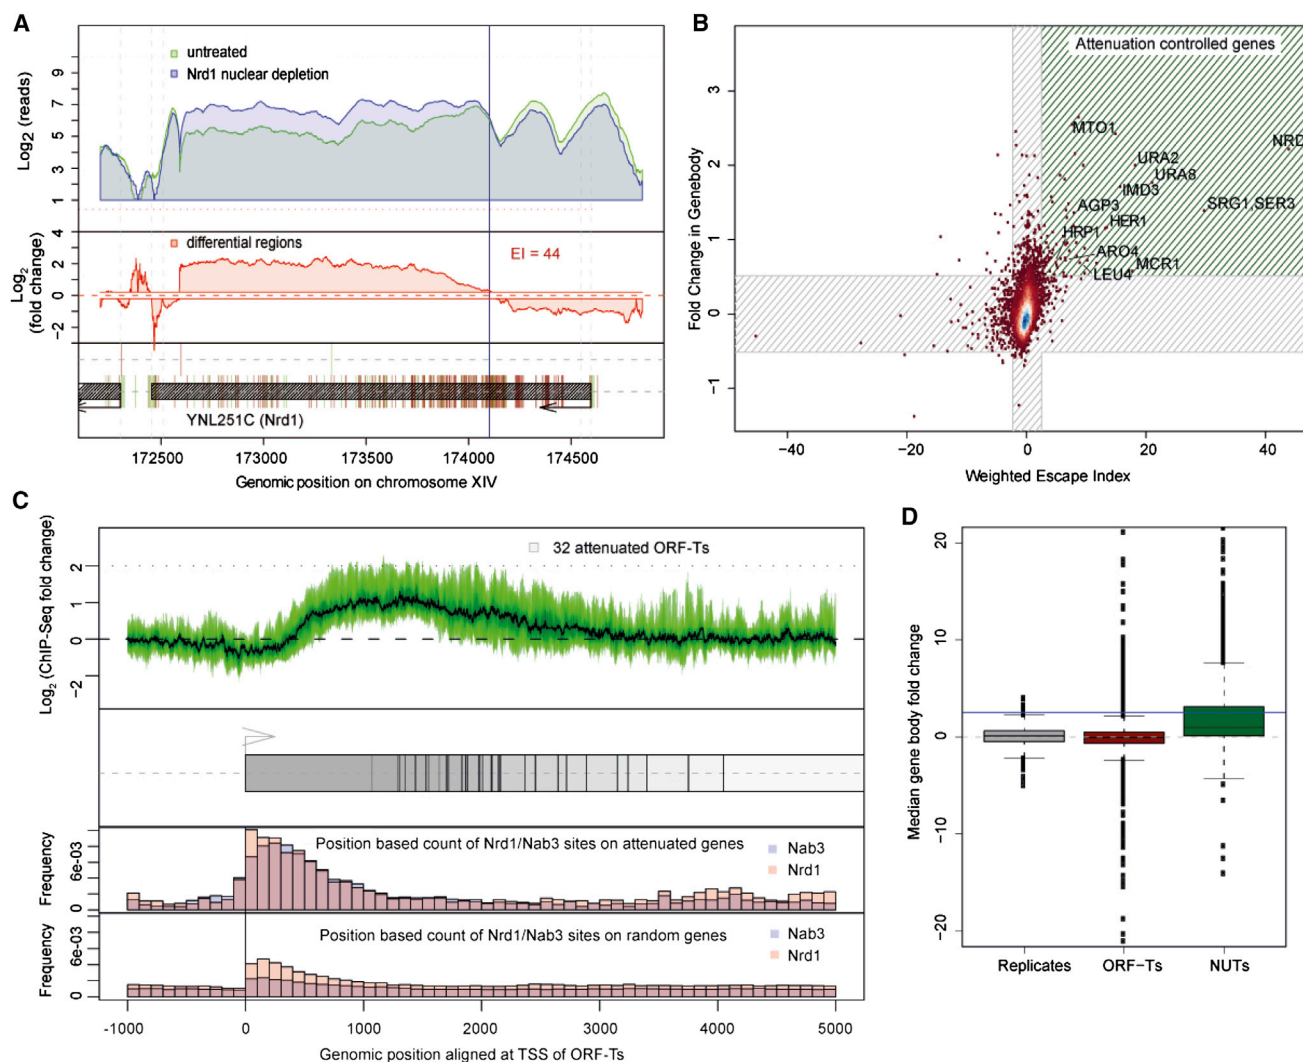 A
untreated
Nrd1 nuclear depletion
Log2 (reads)
9
7
5
3
1
differential regions
EI = 44
Log2
(fold change)
4
2
0
−2
YNL251C (Nrd1)
172500 173000 173500 174000 174500
Genomic position on chromosome XIV
B
Attenuation controlled genes
Fold Change in Genebody
3
2
1
0
−1
MTO1
NRD
URA2
URA8
IMD3
AGP3
SRG1,SER3
HER1
HRP1
ARO4
MCR1
LEU4
−40 −20 0 20 40
Weighted Escape Index
C
Log2 (ChIP-Seq fold change)
2
1
0
−2
32 attenuated ORF-Ts
Frequency
6e-03
0
Position based count of Nrd1/Nab3 sites on attenuated genes
Nab3
Nrd1
Frequency
6e-03
0
Position based count of Nrd1/Nab3 sites on random genes
Nab3
Nrd1
-1000 0 1000 2000 3000 4000 5000
Genomic position aligned at TSS of ORF-Ts
D
Median gene body fold change
20
10
0
−10
−20
Replicates ORF−Ts NUTs